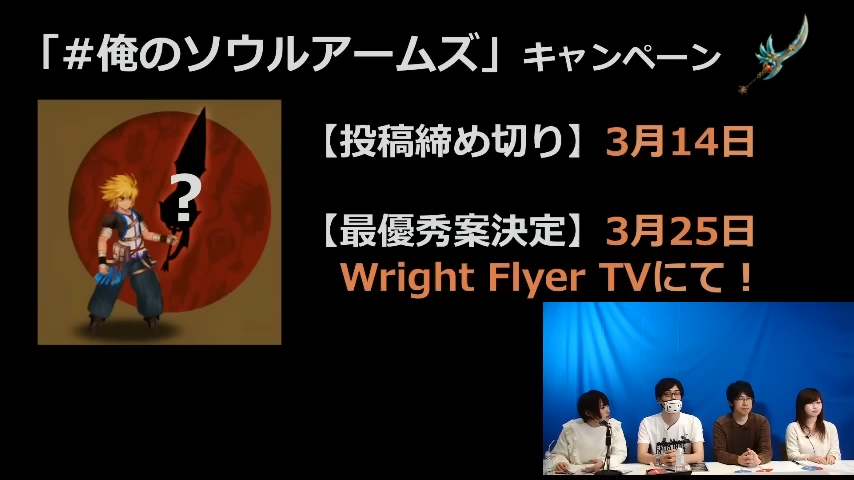 「#俺のソウルアームズ」キャンペーン
【投稿締め切り】3月14日
?
【最優秀案決定】3月25日
Wright Flyer TVにて！